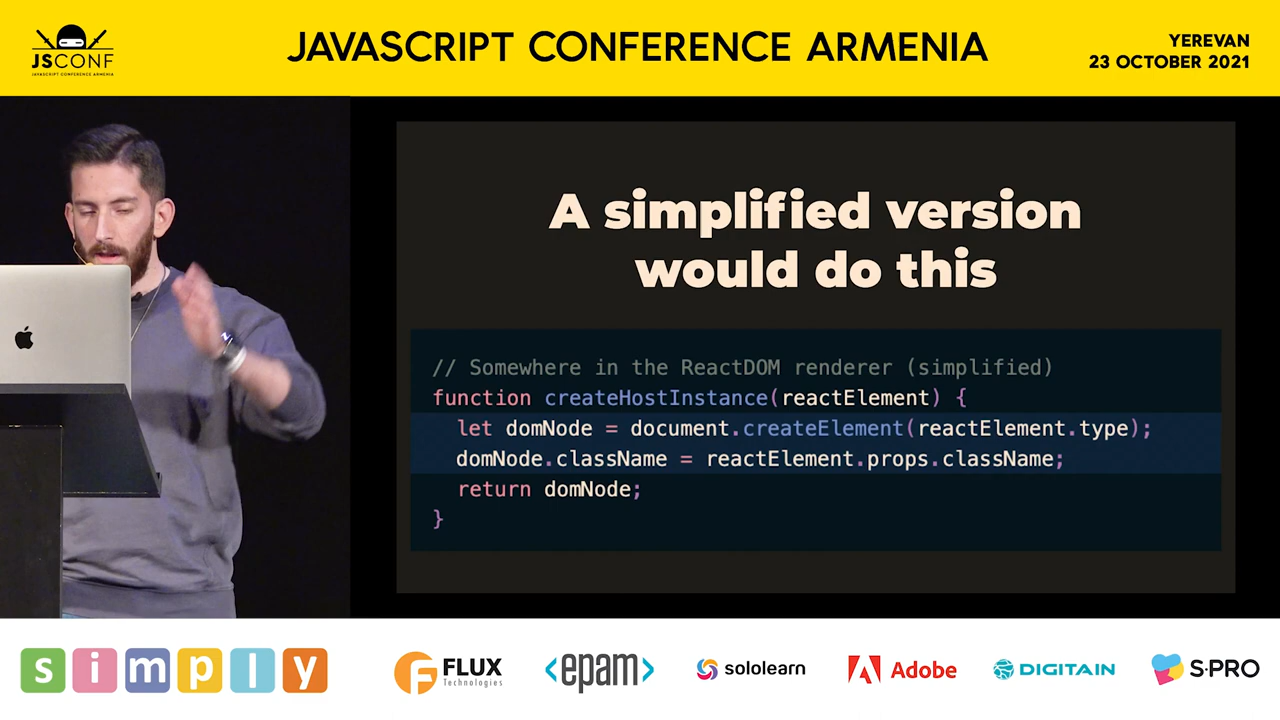 JSCONF
JAVASCRIPT CONFERENCE ARMENIA
JAVASCRIPT CONFERENCE ARMENIA
YEREVAN
23 OCTOBER 2021
A simplified version
would do this
// Somewhere in the ReactDOM renderer (simplified)
function createHostInstance(reactElement) {
let domNode = document.createElement(reactElement.type);
domNode.className = reactElement.props.className;
return domNode;
}
simply
FLUX
Technologies
<epam>
sololearn
Adobe
DIGITAIN
S-PRO